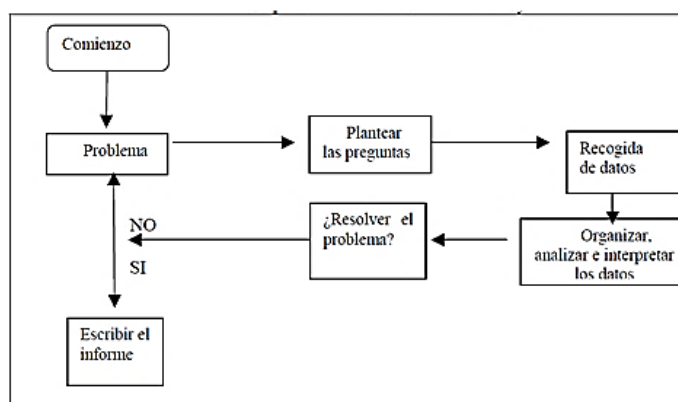 Comienzo
Problema
Plantear
las preguntas
Recogida
de datos
Organizar,
analizar e interpretar
los datos
¿Resolver el
problema?
NO
SI
Escribir el
informe